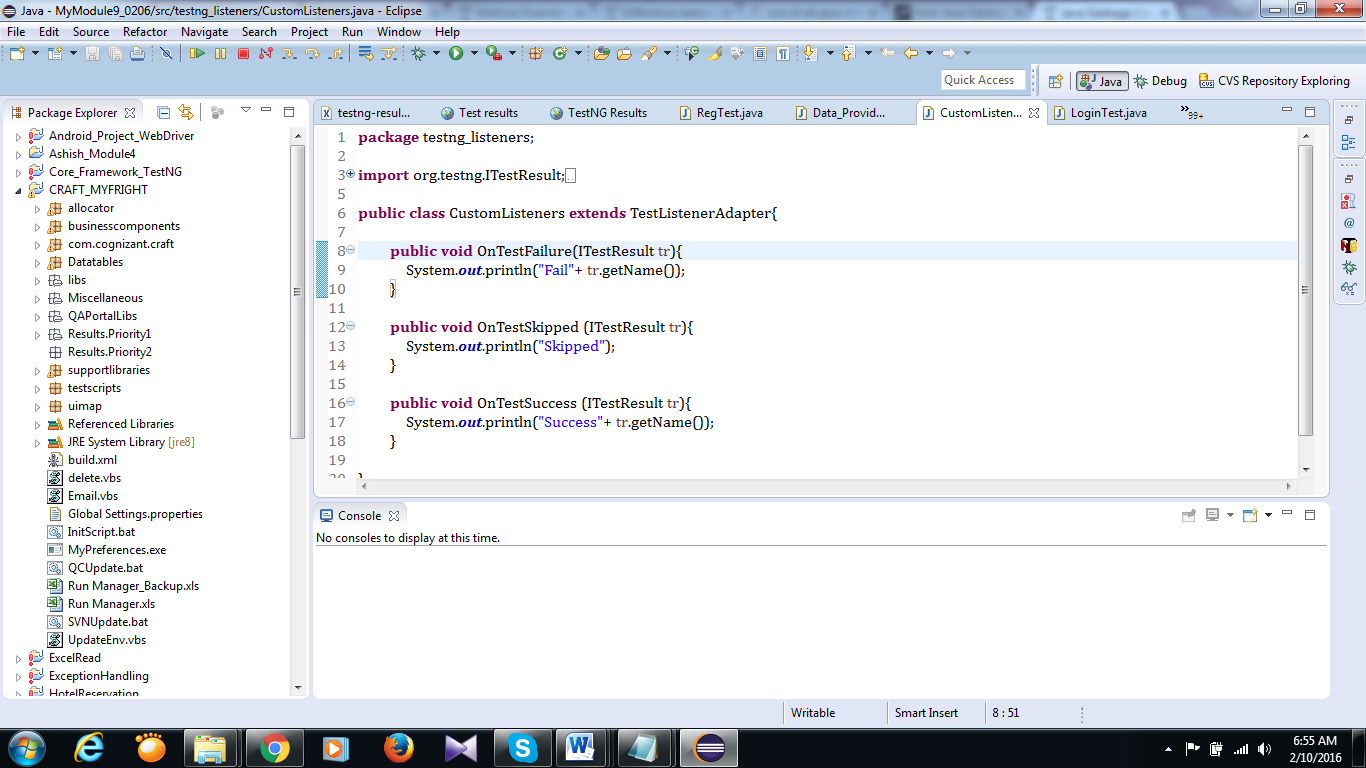 Java - MyModule9_0206/src/testng_listeners/CustomListeners.java - Eclipse
File Edit Source Refactor Navigate Search Project Run Window Help
Quick Access
Java
Debug
CVS Repository Exploring
Package Explorer
Android_Project_WebDriver
Ashish_Module4
Core_Framework_TestNG
CRAFT_MYFRIGHT
allocator
businesscomponents
com.cognizant.craft
Datatables
libs
Miscellaneous
QAPortalLibs
Results.Priority1
Results.Priority2
supportlibraries
testscripts
uimap
Referenced Libraries
JRE System Library [jre8]
build.xml
delete.vbs
Email.vbs
Global Settings.properties
InitScript.bat
MyPreferences.exe
QCUpdate.bat
Run Manager_Backup.xls
Run Manager.xls
SVNUpdate.bat
UpdateEnv.vbs
ExcelRead
ExceptionHandling
HotelReservation
testng-resul... Test results TestNG Results RegTest.java Data_Provid... CustomListen... LoginTest.java 99+
1 package testng_listeners;
2
3 import org.testng.ITestResult;
5
6 public class CustomListeners extends TestListenerAdapter{
7
8 public void OnTestFailure(ITestResult tr){
9 System.out.println("Fail"+ tr.getName());
10 }
11
12 public void OnTestSkipped (ITestResult tr){
13 System.out.println("Skipped");
14 }
15
16 public void OnTestSuccess (ITestResult tr){
17 System.out.println("Success"+ tr.getName());
18 }
19
20 }
Console
No consoles to display at this time.
Writable Smart Insert 8 : 51
6:55 AM
2/10/2016